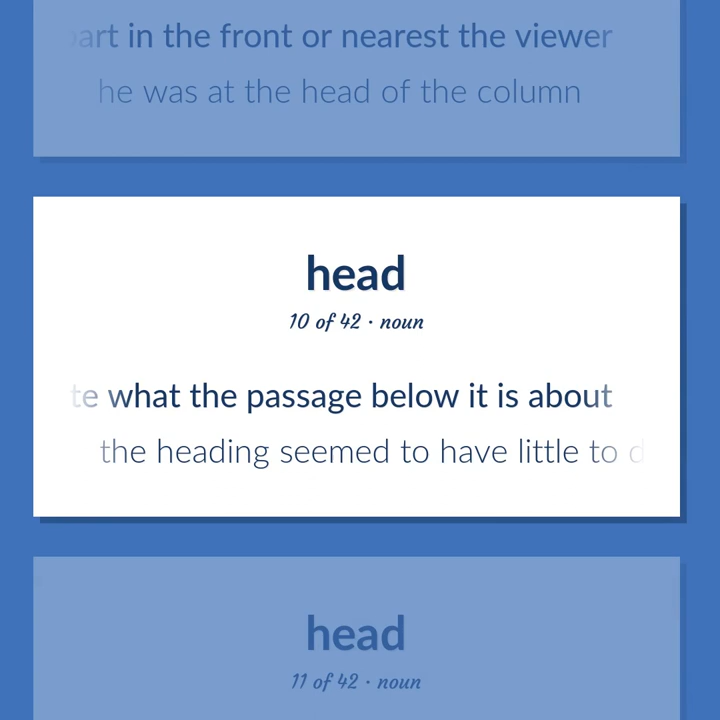 in the front or nearest the viewer
he was at the head of the column
head
10 of 42 · noun
what the passage below it is about
the heading seemed to have little to
head
11 of 42 · noun